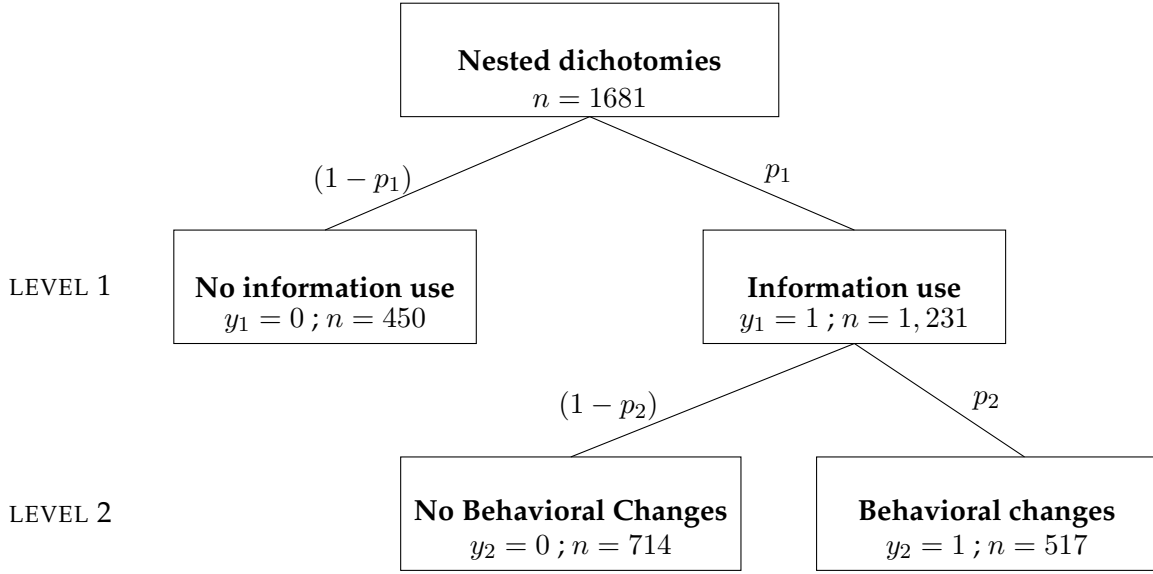 Nested dichotomies
n = 1681
(1 − p₁)
p₁
LEVEL 1
No information use
y₁ = 0 ; n = 450
Information use
y₁ = 1 ; n = 1, 231
(1 − p₂)
p₂
LEVEL 2
No Behavioral Changes
y₂ = 0 ; n = 714
Behavioral changes
y₂ = 1 ; n = 517